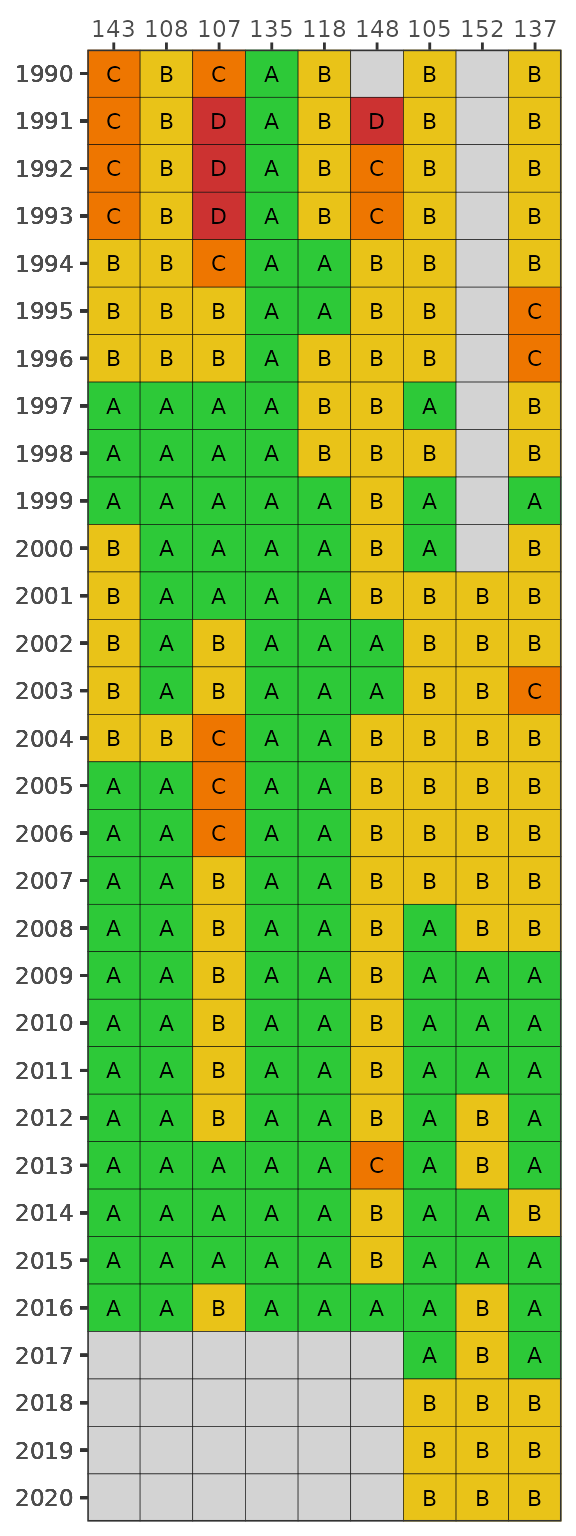 143 108 107 135 118 148 105 152 137
1990 C B C A B B B
1991 C B D A B D B B
1992 C B D A B C B B
1993 C B D A B C B B
1994 B B C A A B B B
1995 B B B A A B B C
1996 B B B A B B B C
1997 A A A A B B A B
1998 A A A A B B B B
1999 A A A A A B A A
2000 B A A A A B A B
2001 B A A A A B B B B
2002 B A B A A A B B B
2003 B A B A A A B B C
2004 B B C A A B B B B
2005 A A C A A B B B B
2006 A A C A A B B B B
2007 A A B A A B B B B
2008 A A B A A B A B B
2009 A A B A A B A A A
2010 A A B A A B A A A
2011 A A B A A B A A A
2012 A A B A A B A B A
2013 A A A A A C A B A
2014 A A A A A B A A B
2015 A A A A A B A A A
2016 A A B A A A A B A
2017 A B A
2018 B B B
2019 B B B
2020 B B B